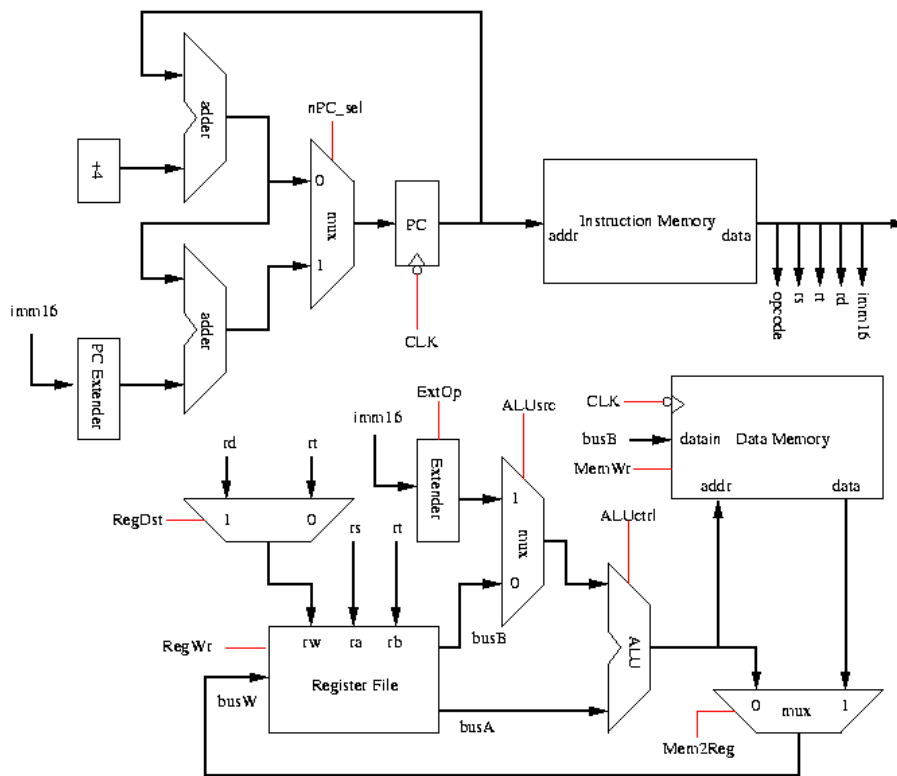 nPC_sel
adder
+4
0
mux
1
PC
CLK
Instruction Memory
addr
data
opcode
rs
rt
rd
imm16
adder
imm16
PC Extender
ExtOp
ALUsrc
imm16
Extender
1
mux
0
CLK
busB
datain
Data Memory
MemWr
addr
data
rd
rt
RegDst
1
0
rs
rt
ALUctrl
RegWr
rw
ra
rb
busB
Register File
busW
busA
ALU
0
mux
1
Mem2Reg